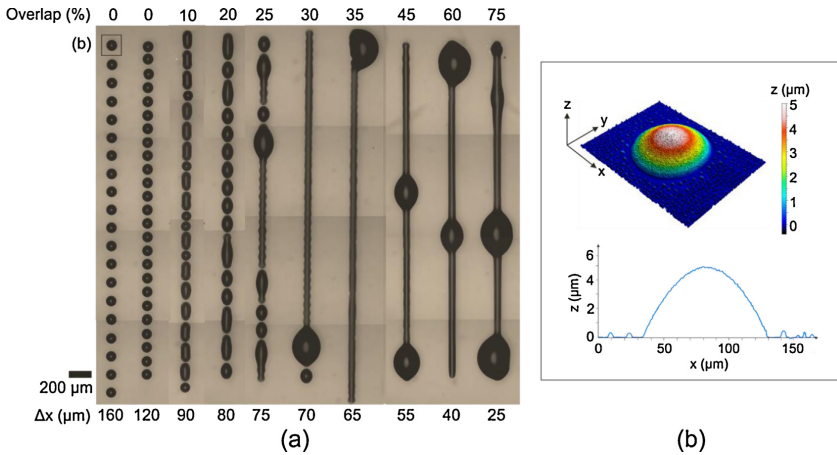 Overlap (%) 0 0 10 20 25 30 35 45 60 75
(b)
200 µm
Δx (µm) 160 120 90 80 75 70 65 55 40 25
(a)
z (µm)
5
4
3
2
1
0
z
y
x
z (µm)
6
4
2
0
0 50 100 150
x (µm)
(b)